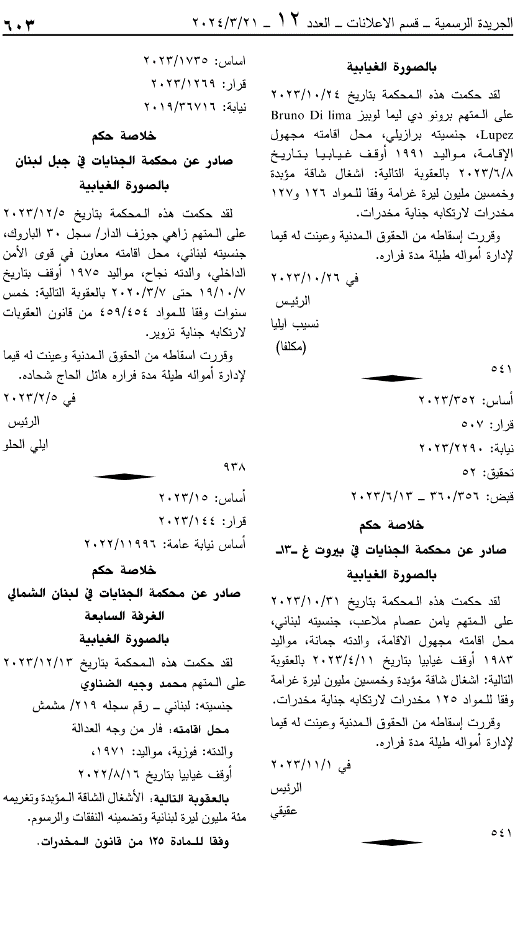 الجريدة الرسمية ــ قسم الاعلانات ــ العدد ١٢ ــ ٢٠٢٤/٣/٢١
٦٠٣
بالصورة الغيابية
لقد حكمت هذه المحكمة بتاريخ ٢٠٢٣/١٠/٢٤
على المتهم برونو دي ليما لوبيز Bruno Di lima
Lupez، جنسيته برازيلي، محل اقامته مجهول
الإقامة، مواليد ١٩٩١ أوقف غيابيا بتاريخ
٢٠٢٣/٦/٨ بالعقوبة التالية: اشغال شاقة مؤبدة
وخمسين مليون ليرة غرامة وفقا للمواد ١٢٦ و١٢٧
مخدرات لارتكابه جناية مخدرات.
وقررت إسقاطه من الحقوق المدنية وعينت له قيما
لإدارة أمواله طيلة مدة فراره.
في ٢٠٢٣/١٠/٢٦
الرئيس
نسيب ايليا
(مكلفا)
٥٤١
أساس: ٢٠٢٣/٣٥٢
قرار: ٥٠٧
نيابة: ٢٠٢٣/٢٢٩٠
تحقيق: ٥٢
قبض: ٣٦٠/٣٥٦ ــ ٢٠٢٣/٦/١٣
خلاصة حكم
صادر عن محكمة الجنايات في بيروت غ ــ١٣ــ
بالصورة الغيابية
لقد حكمت هذه المحكمة بتاريخ ٢٠٢٣/١٠/٣١
على المتهم يامن عصام ملاعب، جنسيته لبناني،
محل اقامته مجهول الاقامة، والدته جمانة، مواليد
١٩٨٣ أوقف غيابيا بتاريخ ٢٠٢٣/٤/١١ بالعقوبة
التالية: اشغال شاقة مؤبدة وخمسين مليون ليرة غرامة
وفقا للمواد ١٢٥ مخدرات لارتكابه جناية مخدرات.
وقررت إسقاطه من الحقوق المدنية وعينت له قيما
لإدارة أمواله طيلة مدة فراره.
في ٢٠٢٣/١١/١
الرئيس
عقيقي
٥٤١
اساس: ٢٠٢٣/١٧٣٥
قرار: ٢٠٢٣/١٢٦٩
نيابة: ٢٠١٩/٣٦٧١٦
خلاصة حكم
صادر عن محكمة الجنايات في جبل لبنان
بالصورة الغيابية
لقد حكمت هذه المحكمة بتاريخ ٢٠٢٣/١٢/٥
على المتهم زاهي جوزف الدار/ سجل ٣٠ الباروك،
جنسيته لبناني، محل اقامته معاون في قوى الأمن
الداخلي، والدته نجاح، مواليد ١٩٧٥ أوقف بتاريخ
١٩/١٠/٧ حتى ٢٠٢٠/٣/٧ بالعقوبة التالية: خمس
سنوات وفقا للمواد ٤٥٩/٤٥٤ من قانون العقوبات
لارتكابه جناية تزوير.
وقررت اسقاطه من الحقوق المدنية وعينت له قيما
لإدارة أمواله طيلة مدة فراره هائل الحاج شحاده.
في ٢٠٢٣/٢/٥
الرئيس
ايلي الحلو
٩٣٨
أساس: ٢٠٢٣/١٥
قرار: ٢٠٢٣/١٤٤
أساس نيابة عامة: ٢٠٢٢/١١٩٩٦
خلاصة حكم
صادر عن محكمة الجنايات في لبنان الشمالي
الغرفة السابعة
بالصورة الغيابية
لقد حكمت هذه المحكمة بتاريخ ٢٠٢٣/١٢/١٣
على المتهم محمد وجيه الضناوي
جنسيته: لبناني ــ رقم سجله ٢١٩/ مشمش
محل اقامته: فار من وجه العدالة
والدته: فوزية، مواليد: ١٩٧١،
أوقف غيابيا بتاريخ ٢٠٢٢/٨/١٦
بالعقوبة التالية: الأشغال الشاقة المؤبدة وتغريمه
مئة مليون ليرة لبنانية وتضمينه النفقات والرسوم.
وفقا للمادة ١٢٥ من قانون المخدرات.